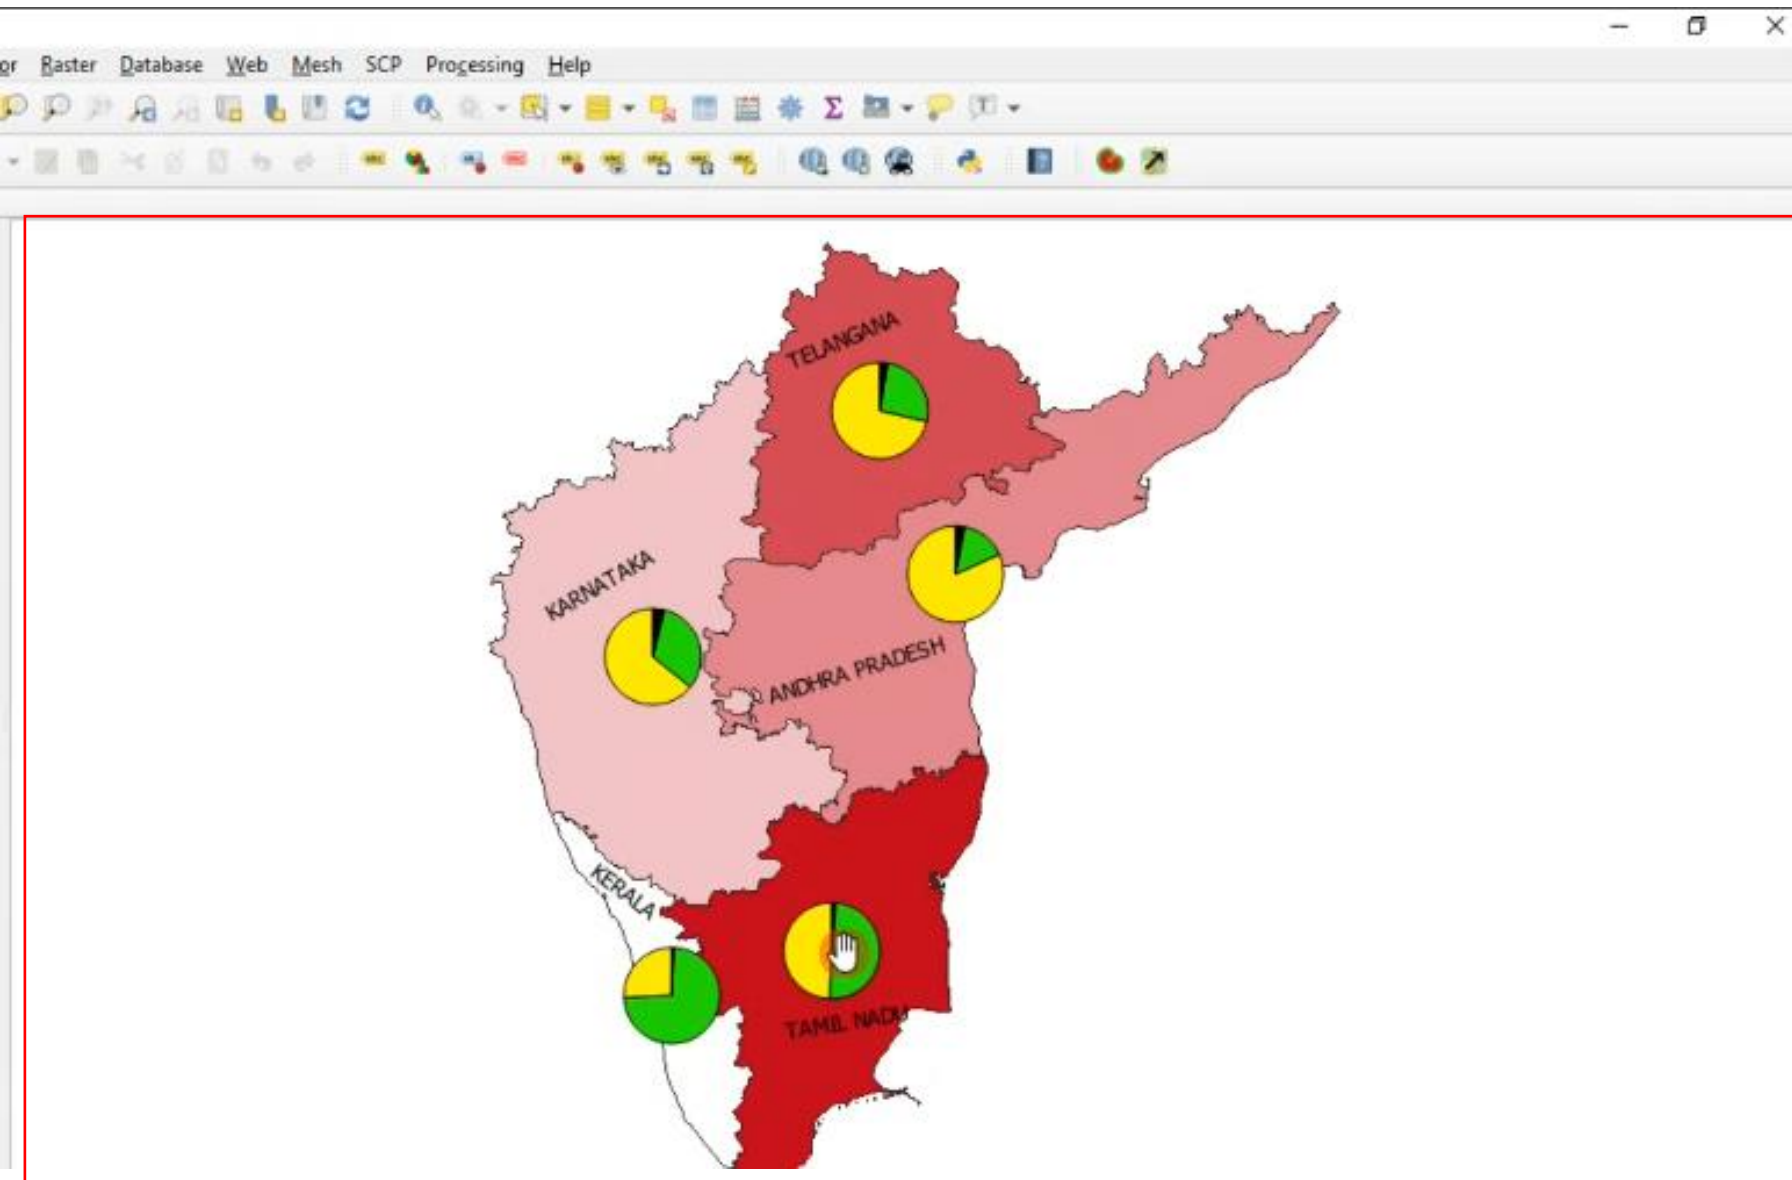 or Raster Database Web Mesh SCP Processing Help
TELANGANA
KARNATAKA
ANDHRA PRADESH
KERALA
TAMIL NADU